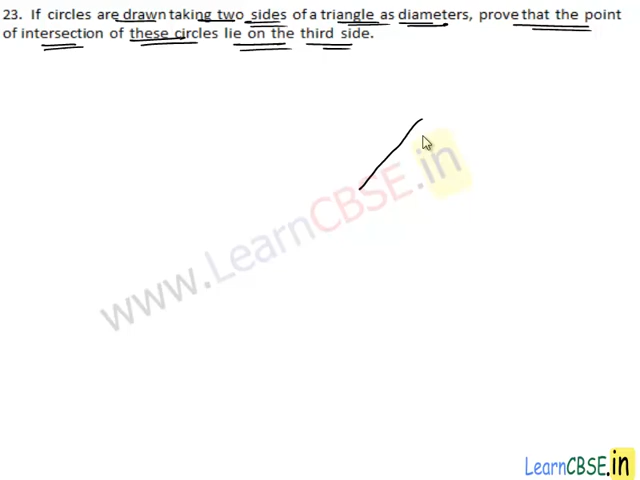 23. If circles are drawn taking two sides of a triangle as diameters, prove that the point
of intersection of these circles lie on the third side.
www.LearnCBSE.in
LearnCBSE.in